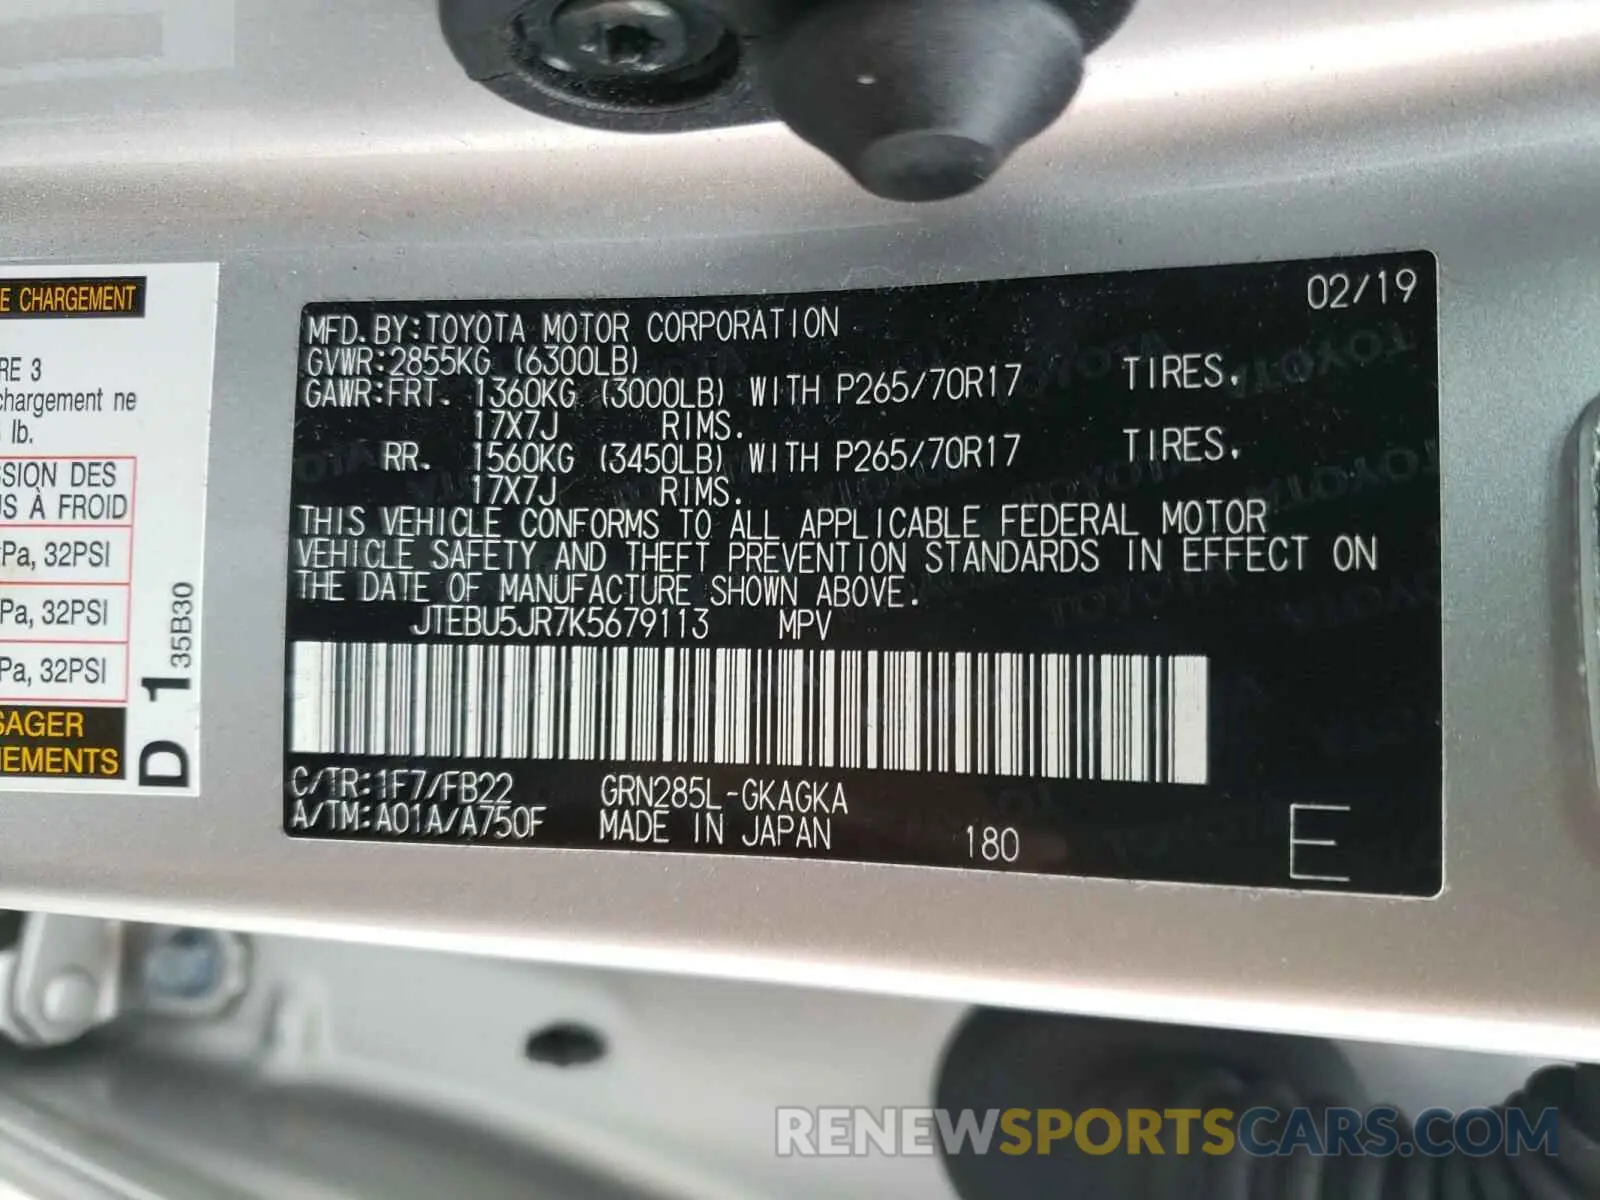 E CHARGEMENT
RE 3
chargement ne
lb.
SSION DES
US À FROID
Pa, 32PSI
Pa, 32PSI
Pa, 32PSI
SAGER
NEMENTS
D 1 35B30
02/19
MFD.BY:TOYOTA MOTOR CORPORATION
GVWR:2855KG (6300LB)
GAWR:FRT. 1360KG (3000LB) WITH P265/70R17 TIRES.
17X7J RIMS.
RR. 1560KG (3450LB) WITH P265/70R17 TIRES.
17X7J RIMS.
THIS VEHICLE CONFORMS TO ALL APPLICABLE FEDERAL MOTOR
VEHICLE SAFETY AND THEFT PREVENTION STANDARDS IN EFFECT ON
THE DATE OF MANUFACTURE SHOWN ABOVE.
JTEBU5JR7K5679113 MPV
C/TR:1F7/FB22 GRN285L-GKAGKA
A/TM:A01A/A750F MADE IN JAPAN 180 E
RENEWSPORTSCARS.COM